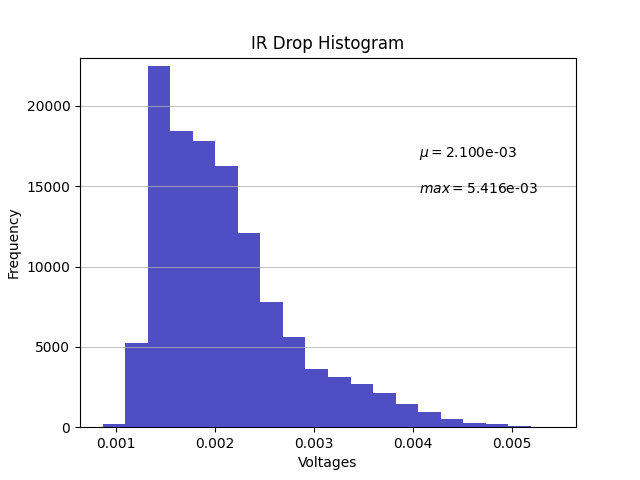 IR Drop Histogram
20000
15000
10000
5000
0
Frequency
μ = 2.100e-03
max = 5.416e-03
0.001 0.002 0.003 0.004 0.005
Voltages